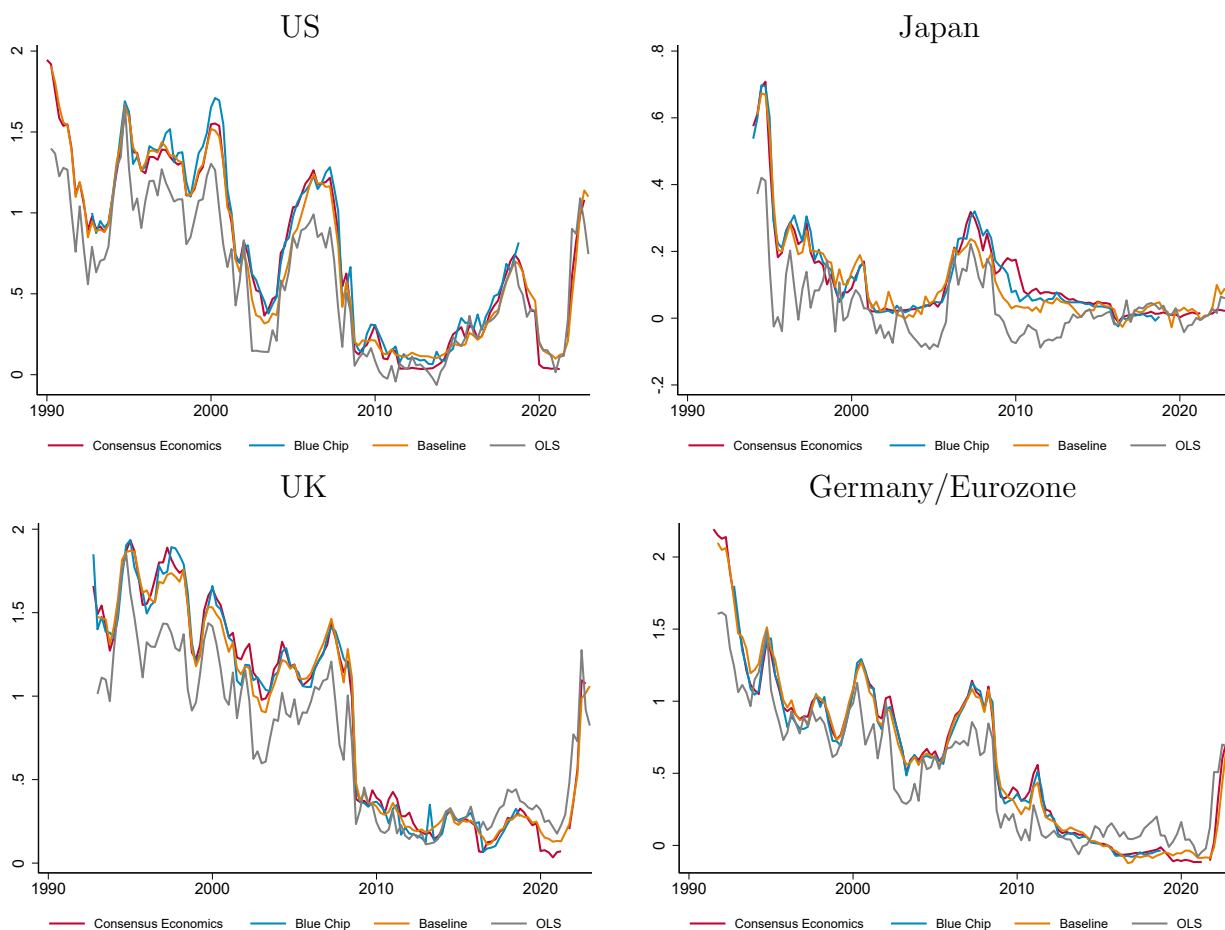 US
2
1.5
1
.5
0
1990 2000 2010 2020
Consensus Economics Blue Chip Baseline OLS
Japan
.8
.6
.4
.2
0
-.2
1990 2000 2010 2020
Consensus Economics Blue Chip Baseline OLS
UK
2
1.5
1
.5
0
1990 2000 2010 2020
Consensus Economics Blue Chip Baseline OLS
Germany/Eurozone
2
1.5
1
.5
0
1990 2000 2010 2020
Consensus Economics Blue Chip Baseline OLS